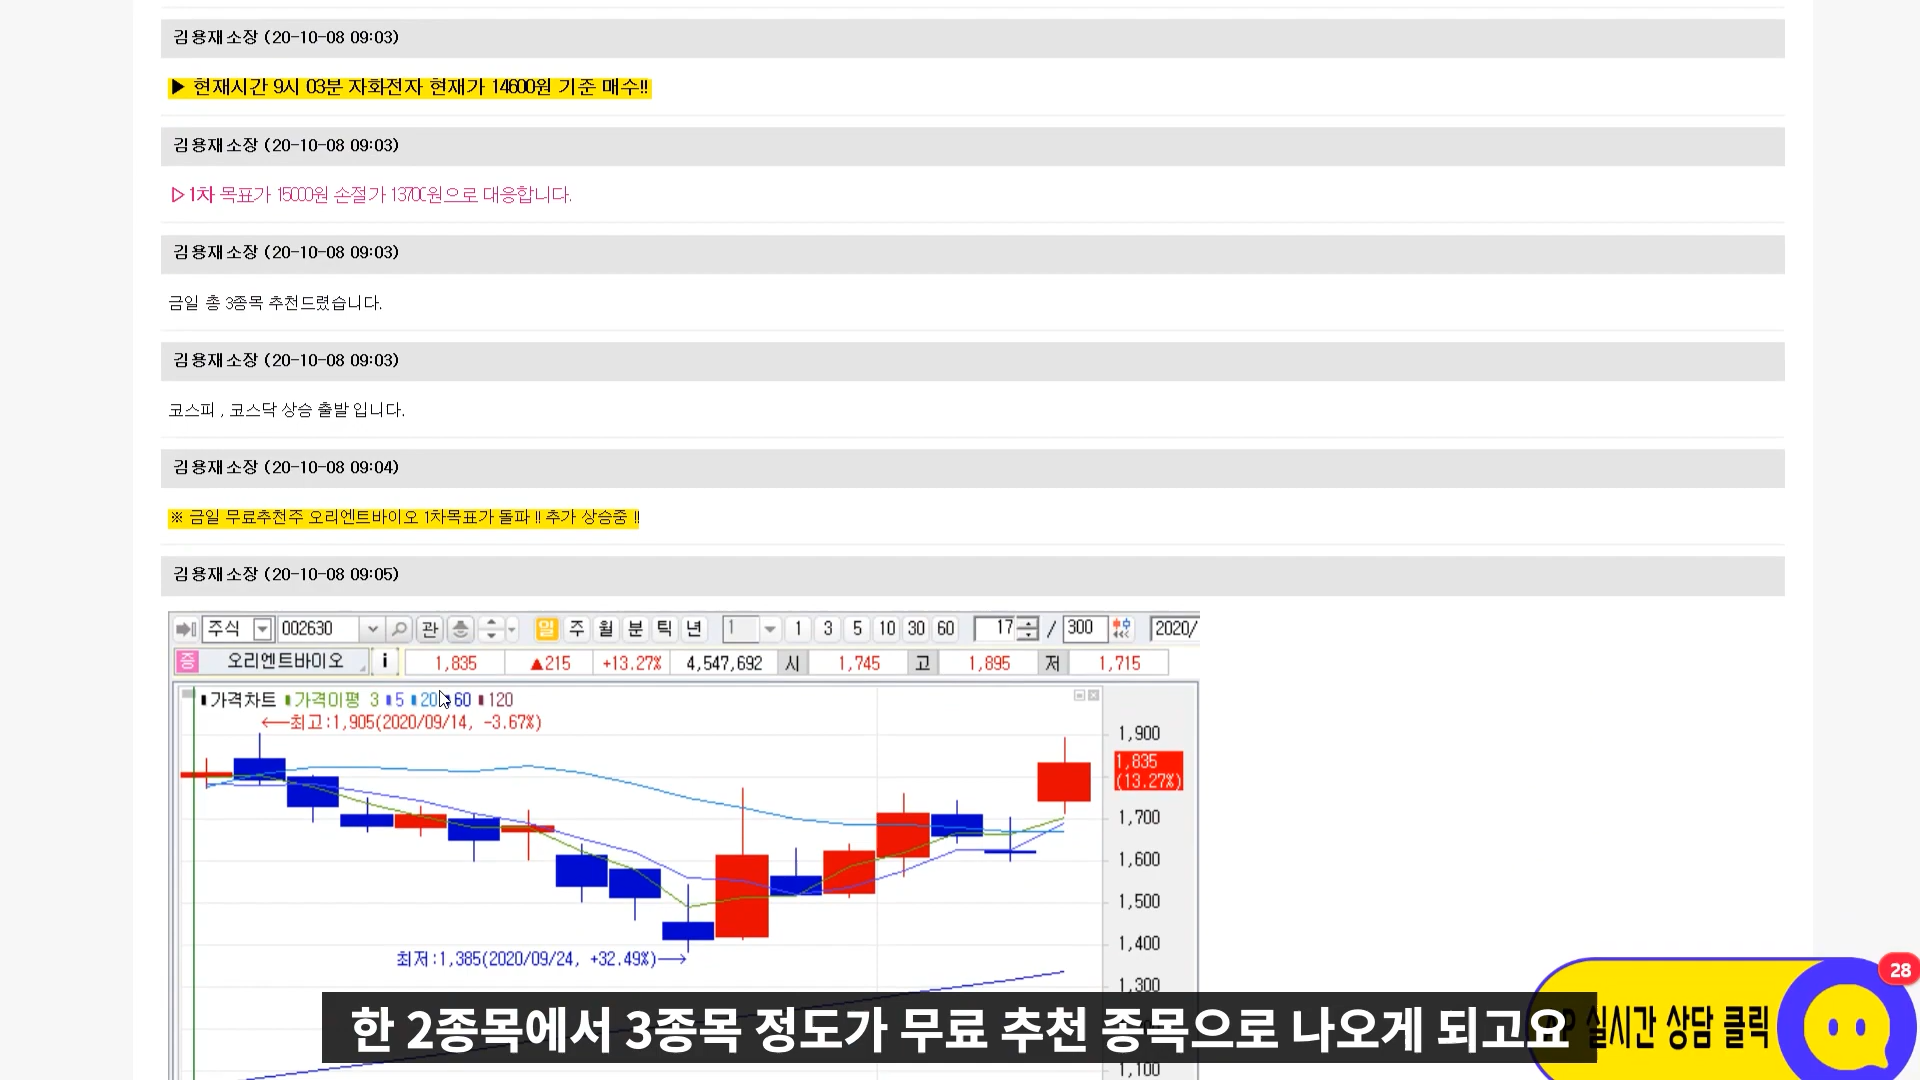 김용재소장 (20-10-08 09:03)
▶ 현재시간 9시 03분 자화전자 현재가 14600원 기준 매수!!
김용재소장 (20-10-08 09:03)
▷1차 목표가 15000원 손절가 13700원으로 대응합니다.
김용재소장 (20-10-08 09:03)
금일 총 3종목 추천드렸습니다.
김용재소장 (20-10-08 09:03)
코스피 , 코스닥 상승 출발 입니다.
김용재소장 (20-10-08 09:04)
※ 금일 무료추천주 오리엔트바이오 1차목표가 돌파 !! 추가 상승중 !!
김용재소장 (20-10-08 09:05)
주식 002630 관 일 주 월 분 틱 년 1 1 3 5 10 30 60 17 / 300 2020/
증 오리엔트바이오 i 1,835 ▲215 +13.27% 4,547,692 시 1,745 고 1,895 저 1,715
가격차트 가격이평 3 5 20 60 120
←최고:1,905(2020/09/14, -3.67%)
1,900
1,835
(13.27%)
1,700
1,600
1,500
1,400
최저:1,385(2020/09/24, +32.49%)→
1,300
한 2종목에서 3종목 정도가 무료 추천 종목으로 나오게 되고요
실시간 상담 클릭
28
1,100